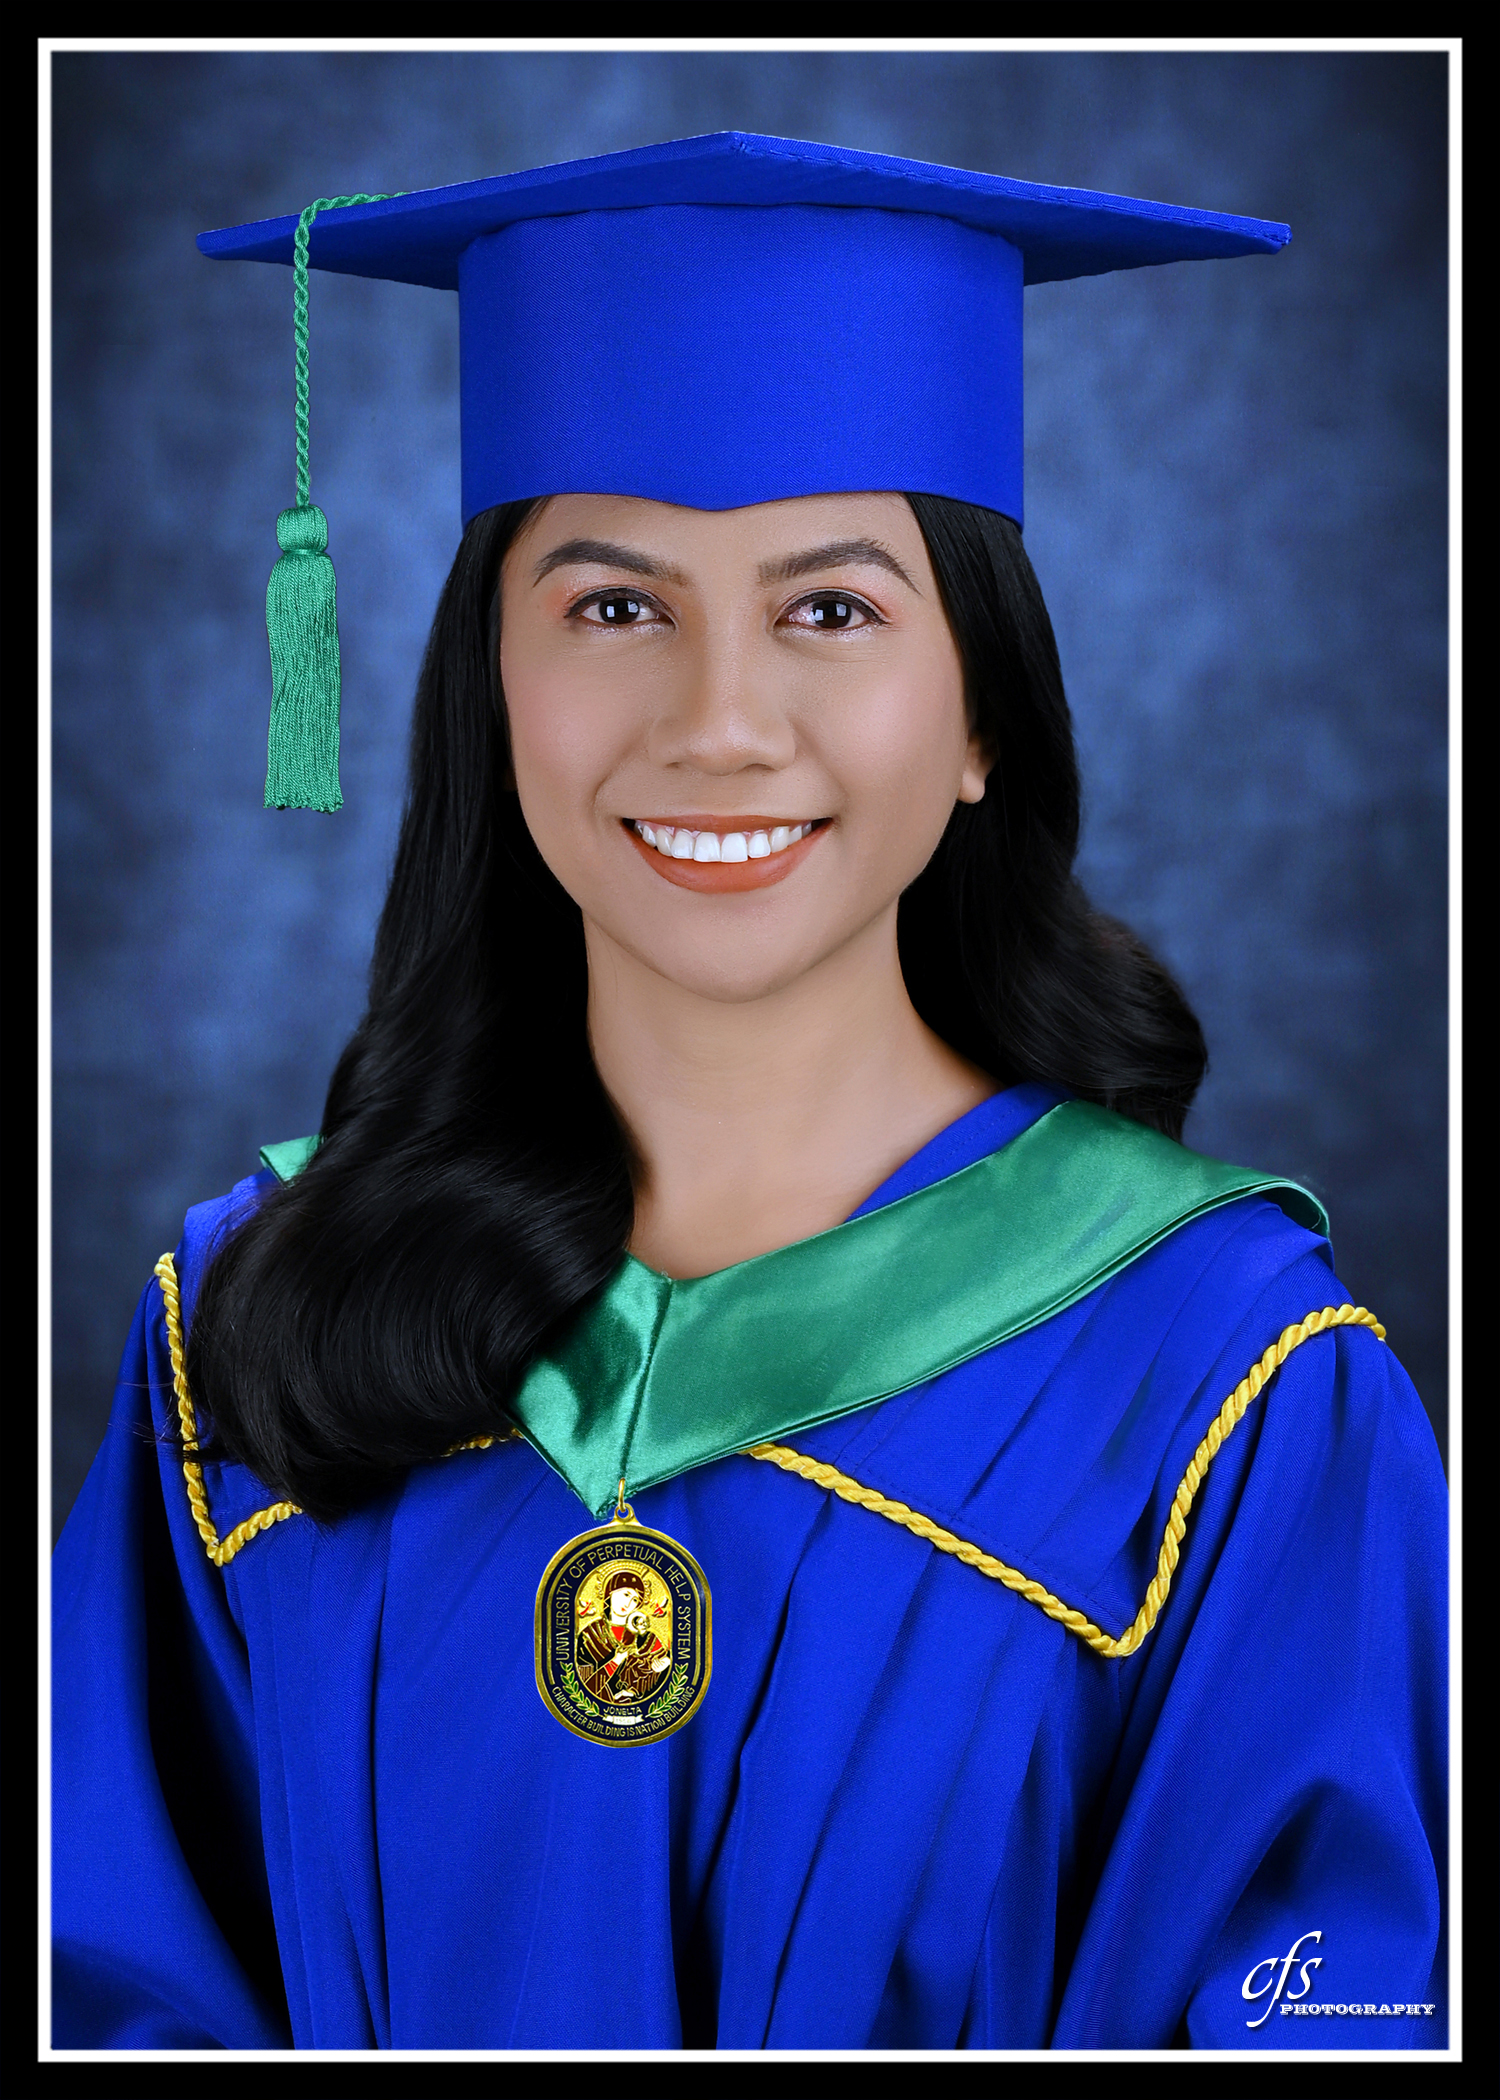 UNIVERSITY OF PERPETUAL HELP SYSTEM
JONELTA
CHARACTER BUILDING IS NATION BUILDING
cfs
PHOTOGRAPHY